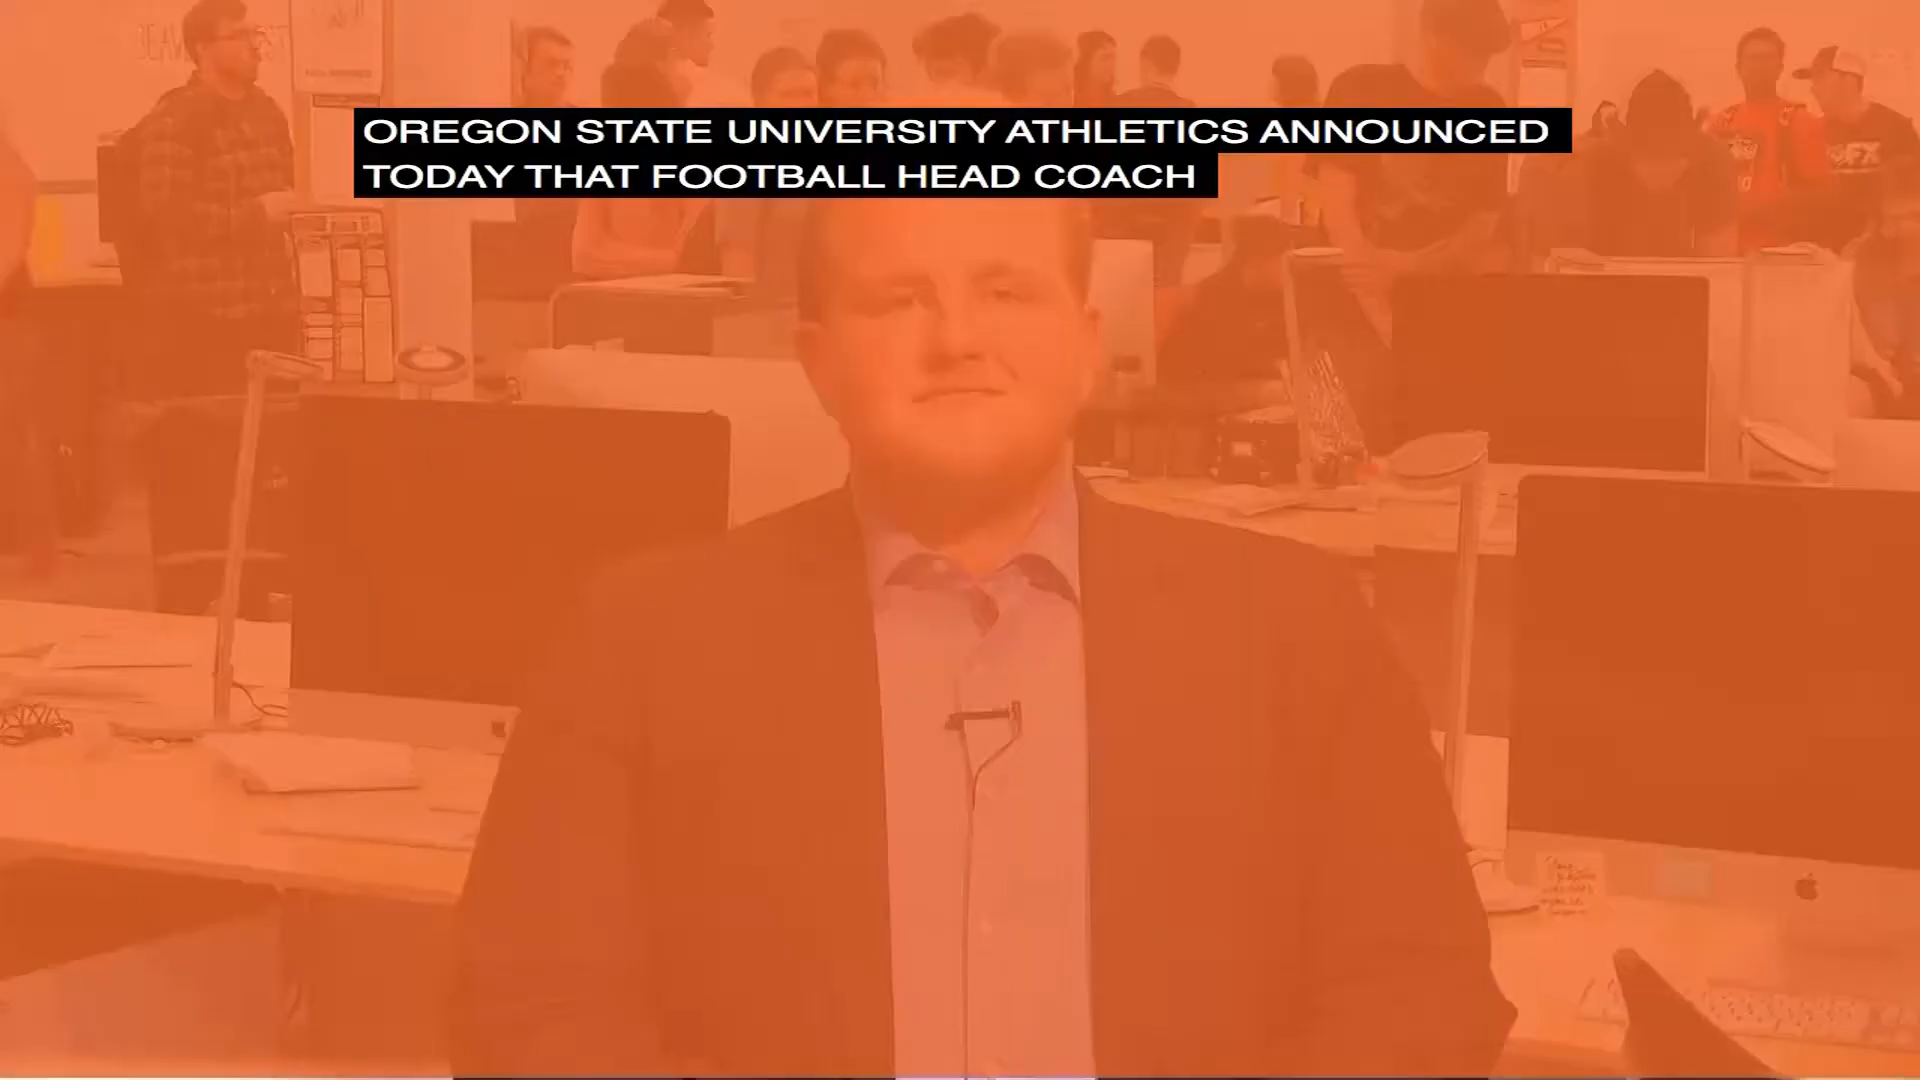 OREGON STATE UNIVERSITY ATHLETICS ANNOUNCED
TODAY THAT FOOTBALL HEAD COACH